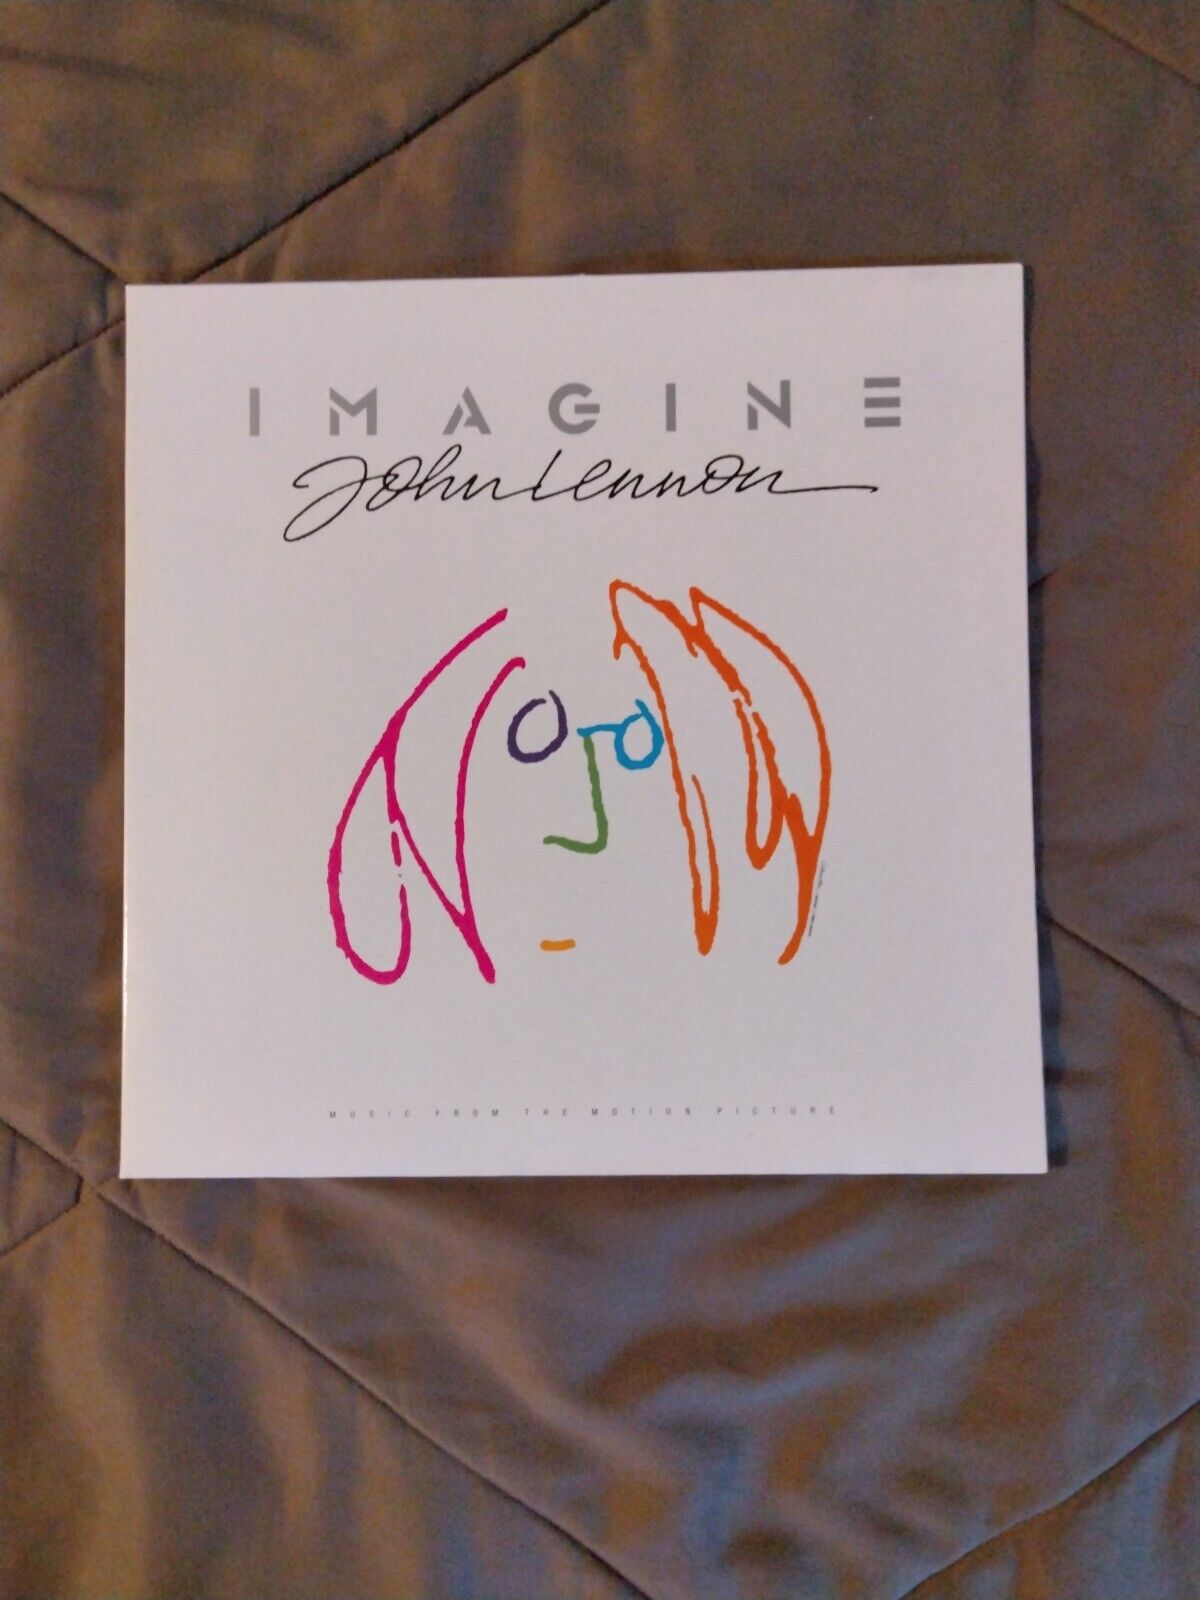 IMAGINE
John Lennon
MUSIC FROM THE MOTION PICTURE